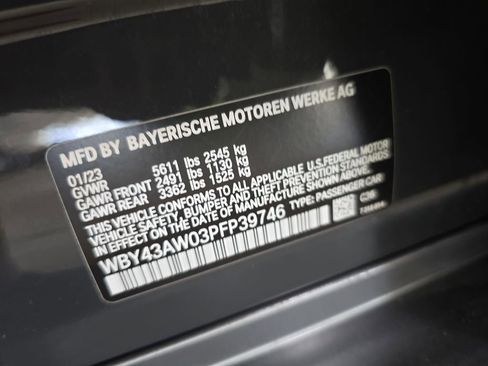 MFD BY BAYERISCHE MOTOREN WERKE AG
01/23
GVWR 5611 lbs 2545 kg
GAWR FRONT 2491 lbs 1130 kg
GAWR REAR 3362 lbs 1525 kg
THIS VEHICLE CONFORMS TO ALL APPLICABLE U.S. FEDERAL MOTOR
VEHICLE SAFETY, BUMPER, AND THEFT PREVENTION STANDARDS
IN EFFECT ON THE DATE OF MANUFACTURE SHOWN ABOVE.
WBY43AW03PFP39746 TYPE: PASSENGER CAR
C36